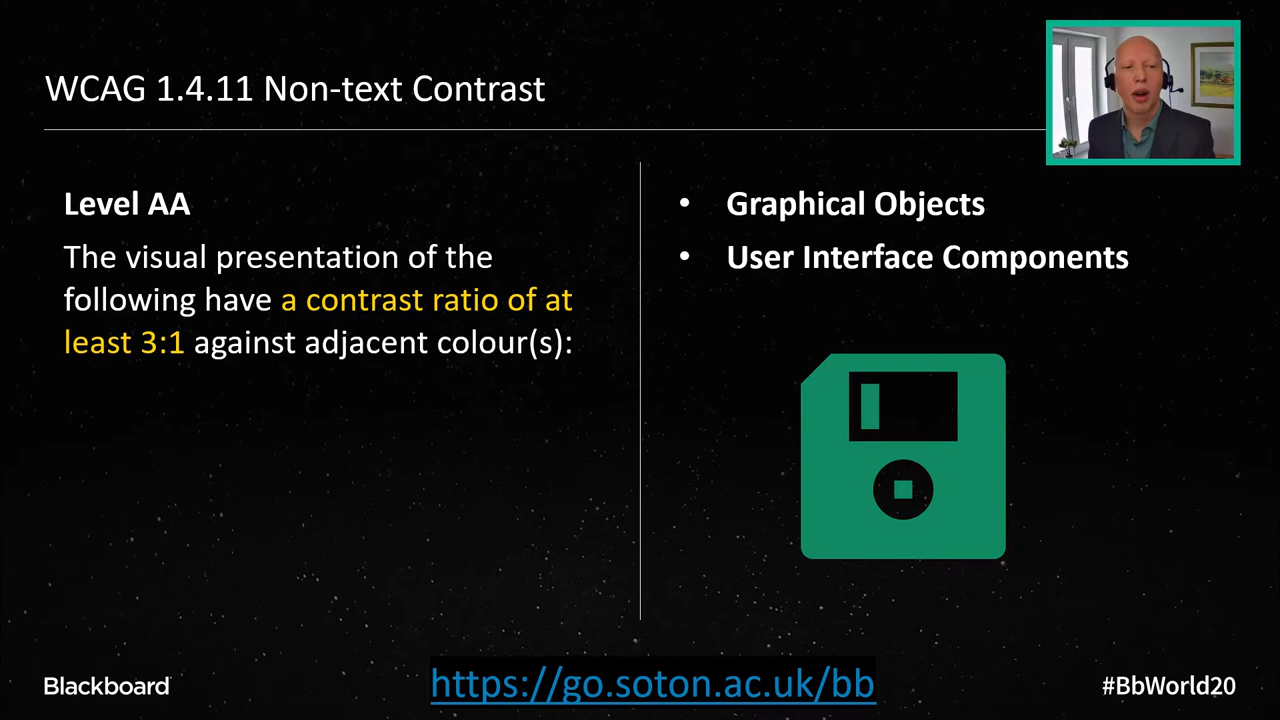 WCAG 1.4.11 Non-text Contrast
Level AA
The visual presentation of the
following have a contrast ratio of at
least 3:1 against adjacent colour(s):
• Graphical Objects
• User Interface Components
Blackboard
https://go.soton.ac.uk/bb
#BbWorld20